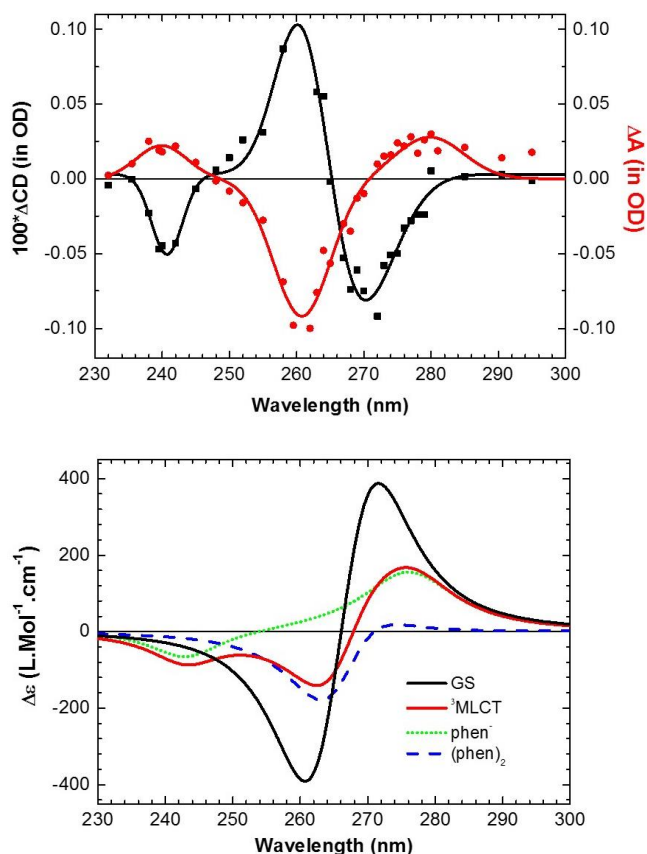 0.10
0.05
0.00
-0.05
-0.10
100*ΔCD (in OD)
0.10
0.05
0.00
-0.05
-0.10
ΔA (in OD)
230 240 250 260 270 280 290 300
Wavelength (nm)
400
200
0
-200
-400
Δε (L.Mol⁻¹.cm⁻¹)
GS
³MLCT
phen⁻
(phen)₂
230 240 250 260 270 280 290 300
Wavelength (nm)